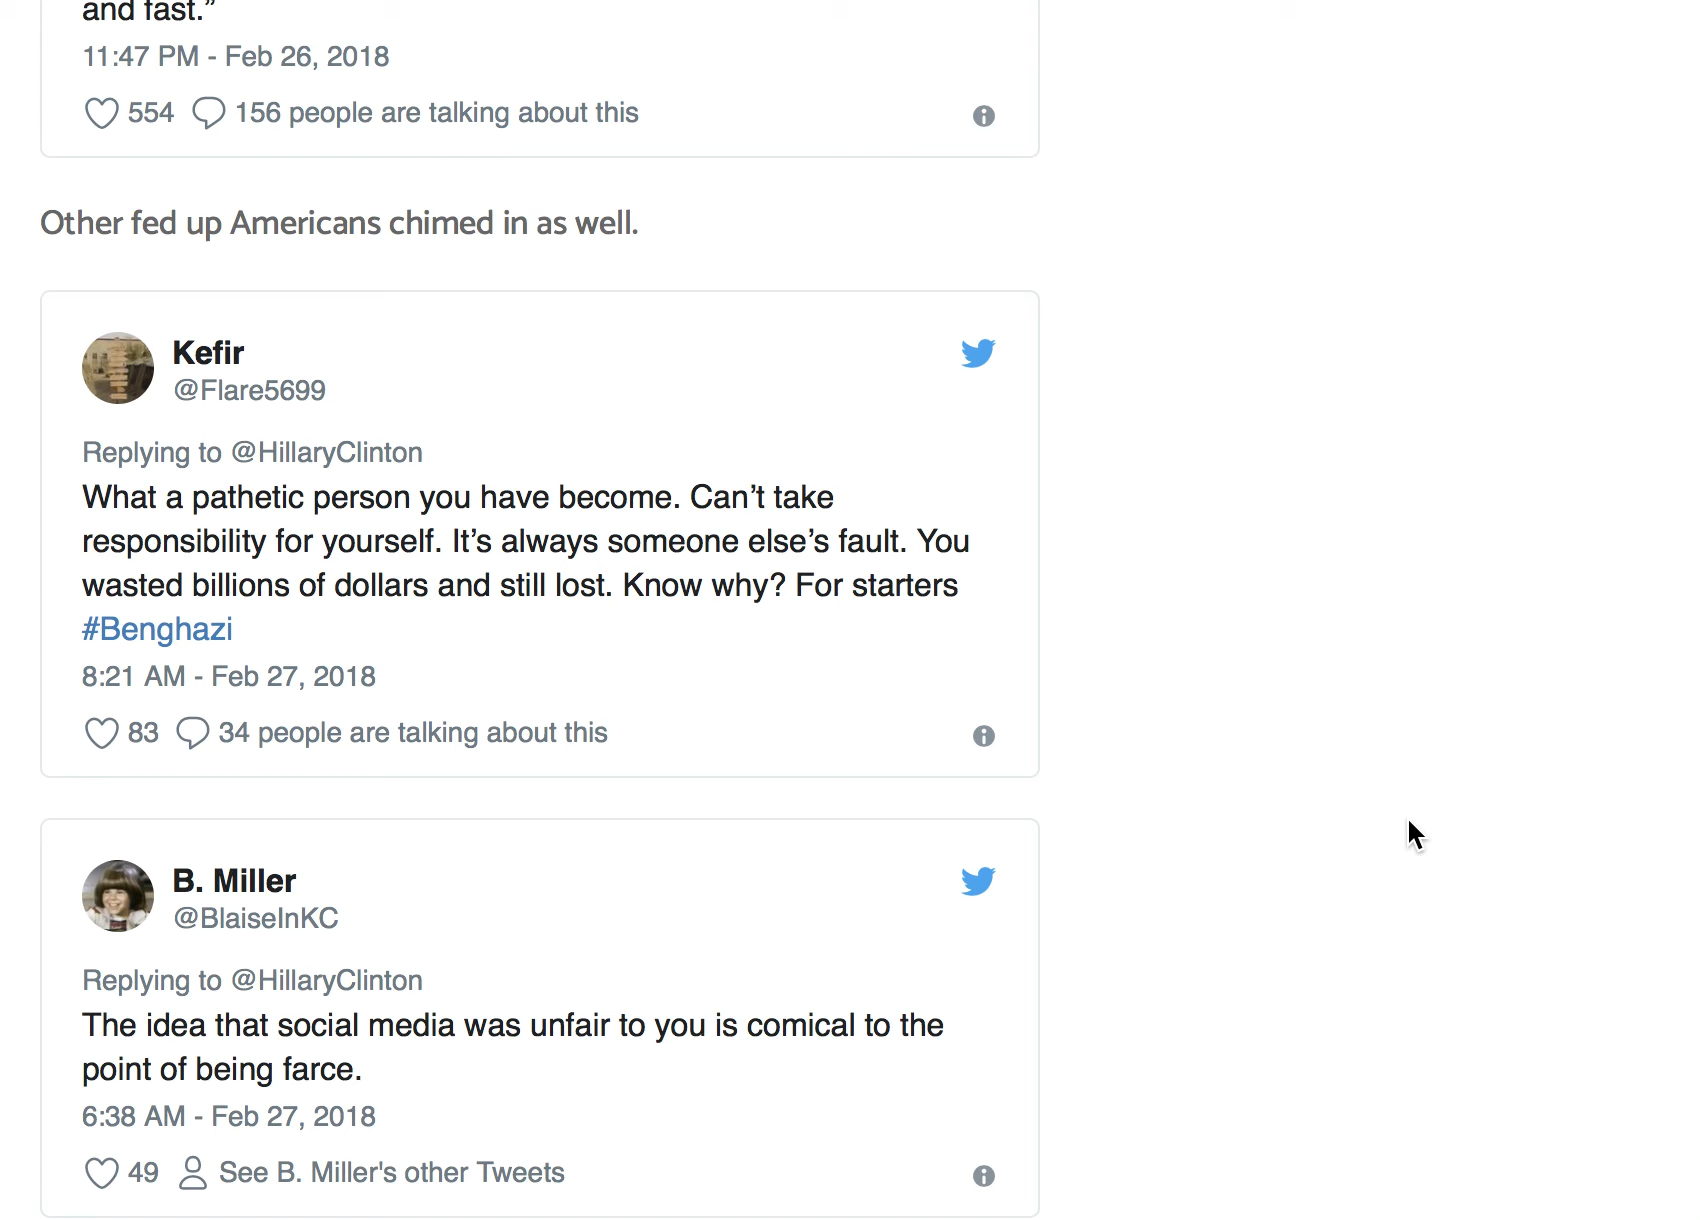 and fast.”
11:47 PM - Feb 26, 2018
554 156 people are talking about this
Other fed up Americans chimed in as well.
Kefir
@Flare5699
Replying to @HillaryClinton
What a pathetic person you have become. Can’t take
responsibility for yourself. It’s always someone else’s fault. You
wasted billions of dollars and still lost. Know why? For starters
#Benghazi
8:21 AM - Feb 27, 2018
83 34 people are talking about this
B. Miller
@BlaiseInKC
Replying to @HillaryClinton
The idea that social media was unfair to you is comical to the
point of being farce.
6:38 AM - Feb 27, 2018
49 See B. Miller's other Tweets